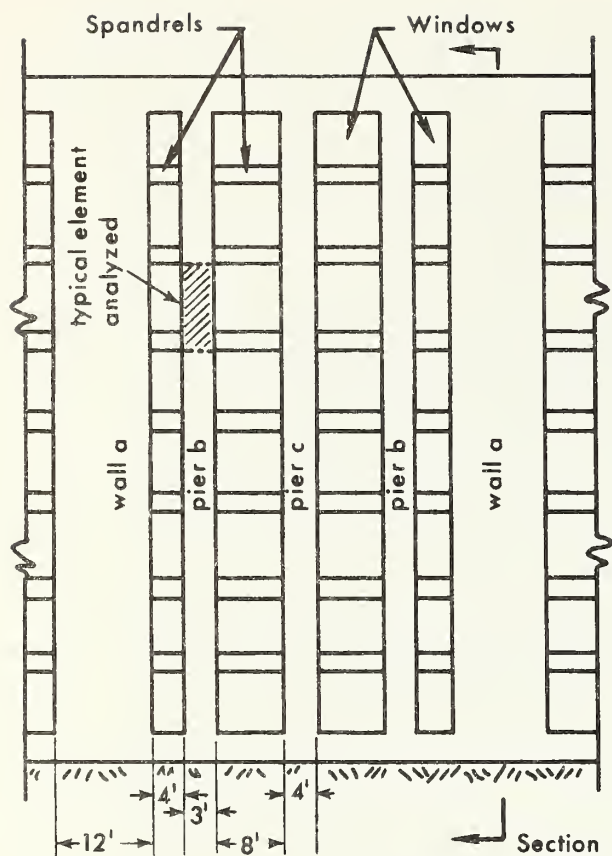 Spandrels
Windows
typical element
analyzed
wall a
pier b
pier c
pier b
wall a
4'
3'
4'
12'
8'
Section